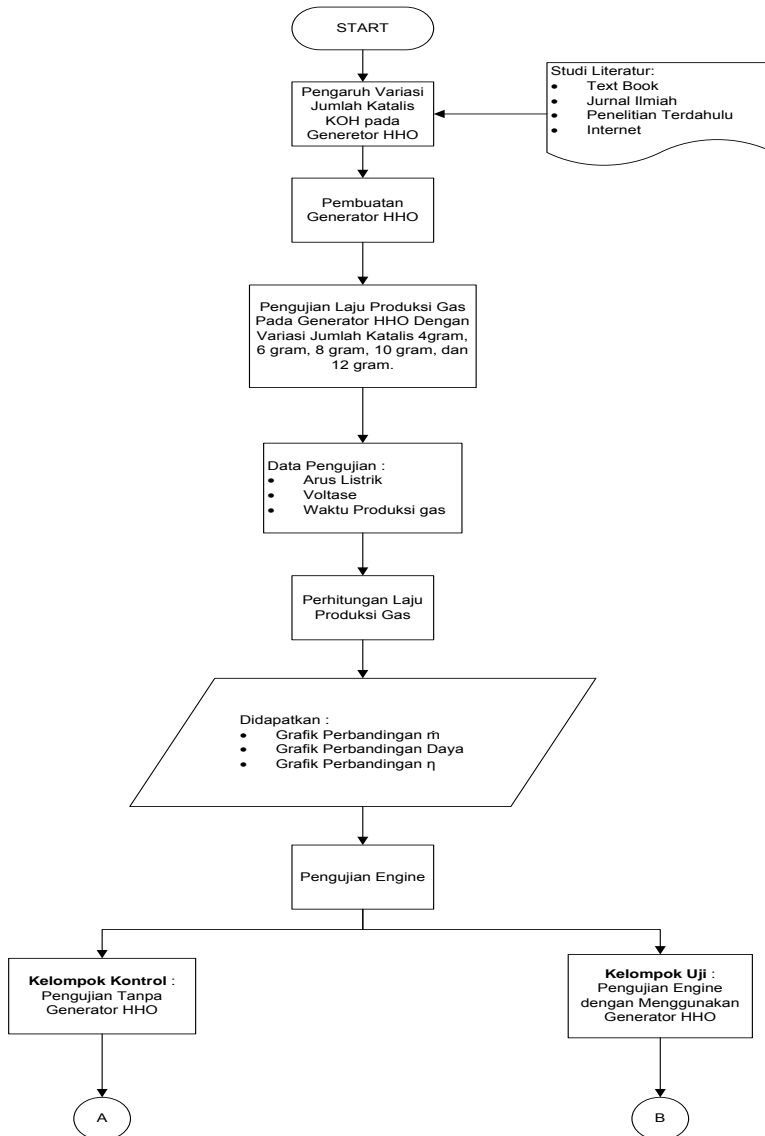 START
Pengaruh Variasi
Jumlah Katalis
KOH pada
Generetor HHO
Studi Literatur:
• Text Book
• Jurnal Ilmiah
• Penelitian Terdahulu
• Internet
Pembuatan
Generator HHO
Pengujian Laju Produksi Gas
Pada Generator HHO Dengan
Variasi Jumlah Katalis 4gram,
6 gram, 8 gram, 10 gram, dan
12 gram.
Data Pengujian :
• Arus Listrik
• Voltase
• Waktu Produksi gas
Perhitungan Laju
Produksi Gas
Didapatkan :
• Grafik Perbandingan ṁ
• Grafik Perbandingan Daya
• Grafik Perbandingan η
Pengujian Engine
Kelompok Kontrol :
Pengujian Tanpa
Generator HHO
Kelompok Uji :
Pengujian Engine
dengan Menggunakan
Generator HHO
A
B